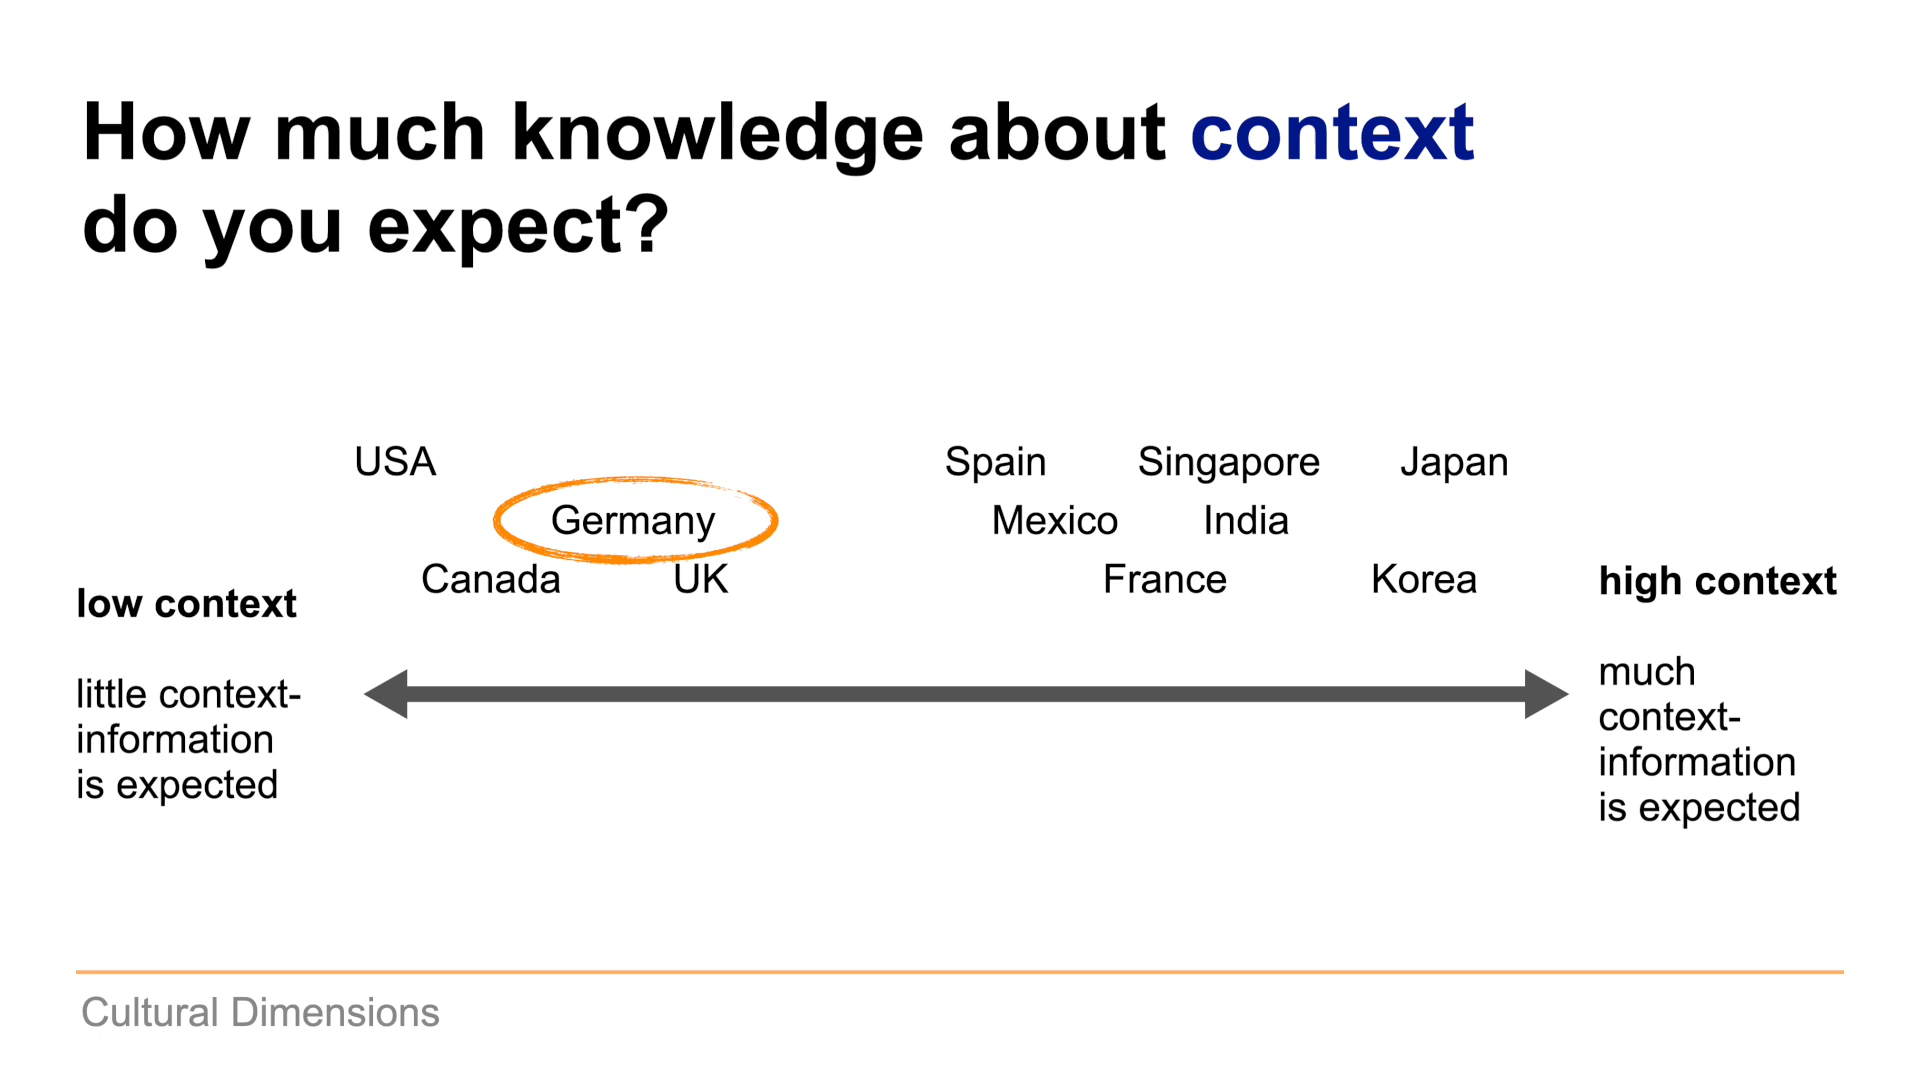 How much knowledge about context
do you expect?
USA
Spain
Singapore
Japan
Germany
Mexico
India
Canada
UK
France
Korea
low context
high context
little context-
information
is expected
much
context-
information
is expected
Cultural Dimensions